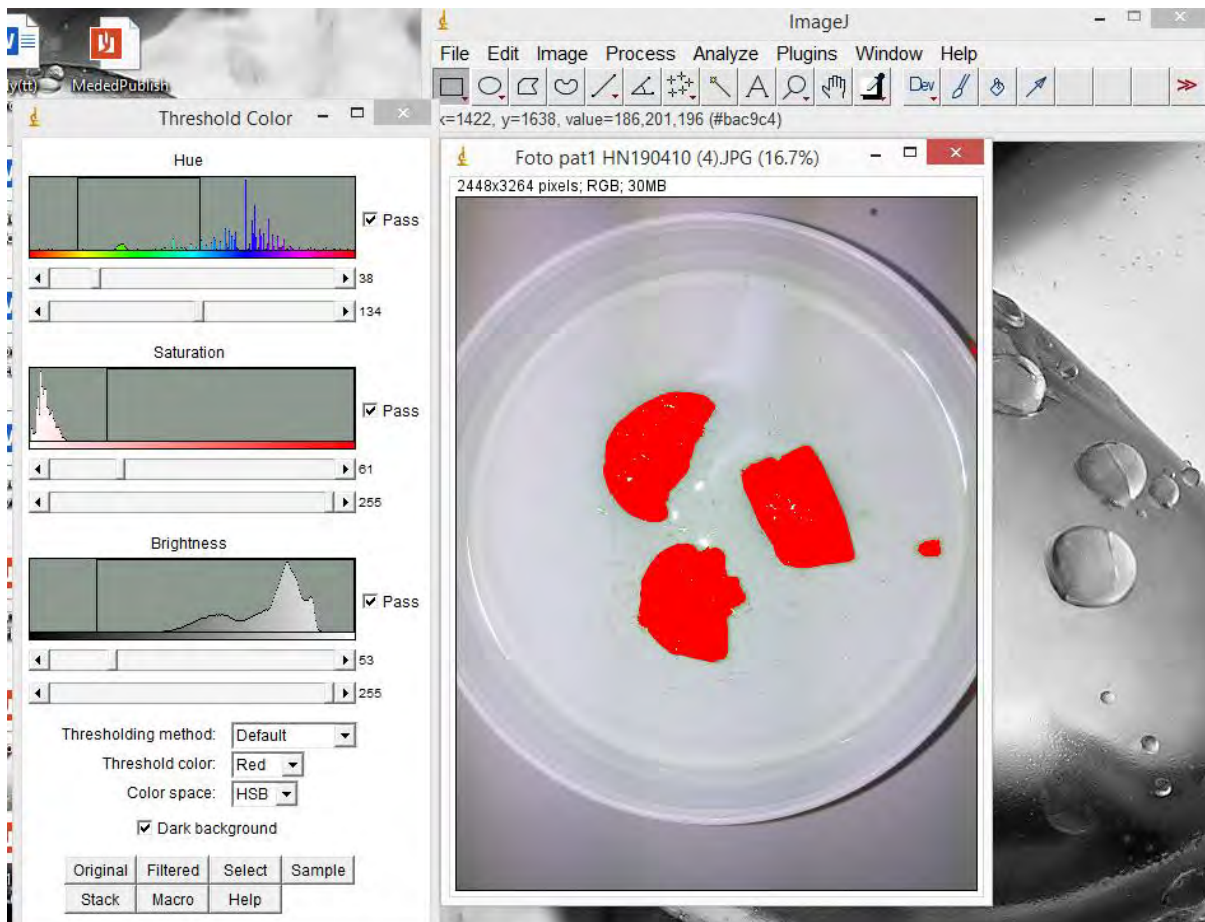 MededPublish
ImageJ
File Edit Image Process Analyze Plugins Window Help
Dev
x=1422, y=1638, value=186,201,196 (#bac9c4)
Threshold Color
Foto pat1 HN190410 (4).JPG (16.7%)
2448x3264 pixels; RGB; 30MB
Hue
Pass
38
134
Saturation
Pass
61
255
Brightness
Pass
53
255
Thresholding method: Default
Threshold color: Red
Color space: HSB
Dark background
Original Filtered Select Sample
Stack Macro Help